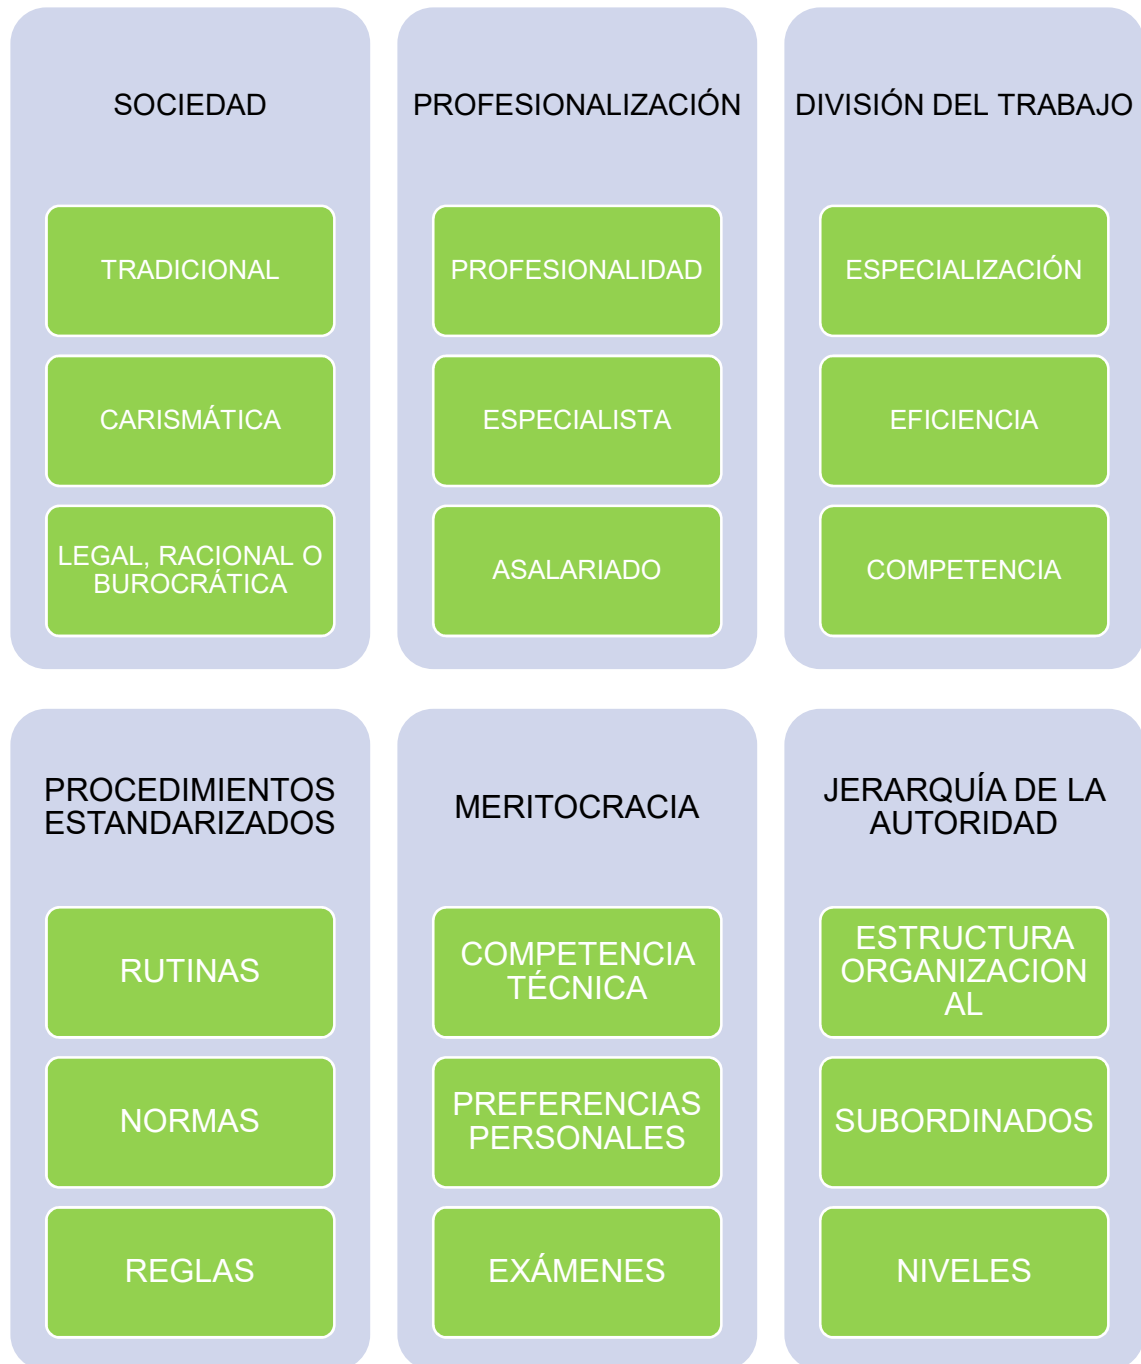 SOCIEDAD
TRADICIONAL
CARISMÁTICA
LEGAL, RACIONAL O
BUROCRÁTICA
PROFESIONALIZACIÓN
PROFESIONALIDAD
ESPECIALISTA
ASALARIADO
DIVISIÓN DEL TRABAJO
ESPECIALIZACIÓN
EFICIENCIA
COMPETENCIA
PROCEDIMIENTOS
ESTANDARIZADOS
RUTINAS
NORMAS
REGLAS
MERITOCRACIA
COMPETENCIA
TÉCNICA
PREFERENCIAS
PERSONALES
EXÁMENES
JERARQUÍA DE LA
AUTORIDAD
ESTRUCTURA
ORGANIZACION
AL
SUBORDINADOS
NIVELES